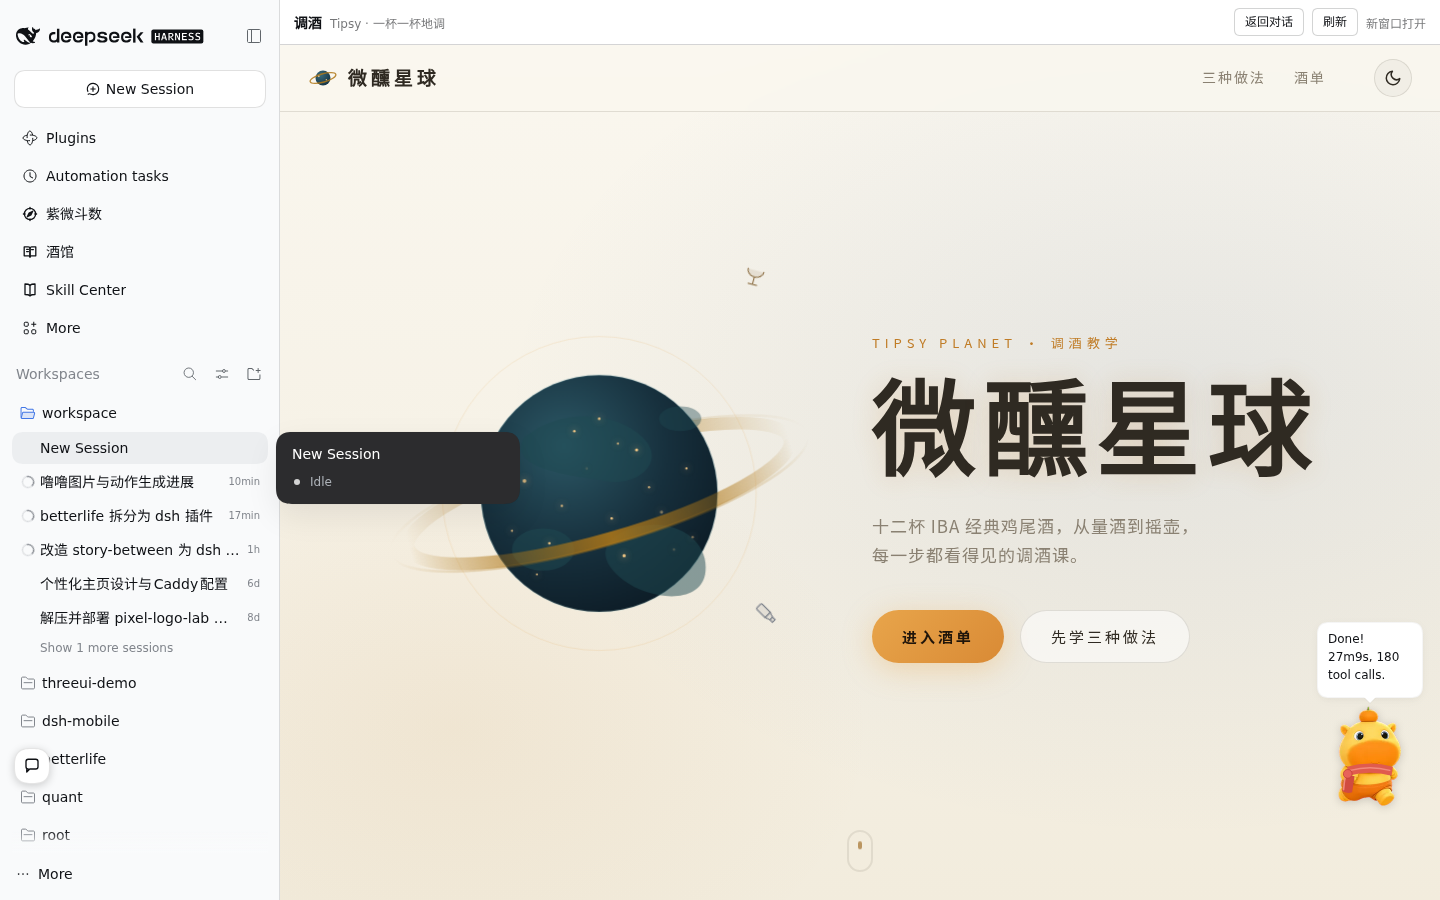 deepseek HARNESS
New Session
Plugins
Automation tasks
紫微斗数
酒馆
Skill Center
More
Workspaces
workspace
New Session
噜噜图片与动作生成进展 10min
betterlife 拆分为 dsh 插件 17min
改造 story-between 为 dsh ... 1h
个性化主页设计与Caddy配置 6d
解压并部署 pixel-logo-lab ... 8d
Show 1 more sessions
threeui-demo
dsh-mobile
etterlife
quant
root
More
New Session
Idle
调酒 Tipsy · 一杯一杯地调
返回对话 刷新 新窗口打开
微醺星球
三种做法 酒单
TIPSY PLANET · 调酒教学
微醺星球
十二杯 IBA 经典鸡尾酒，从量酒到摇壶，
每一步都看得见的调酒课。
进入酒单 先学三种做法
Done!
27m9s, 180
tool calls.